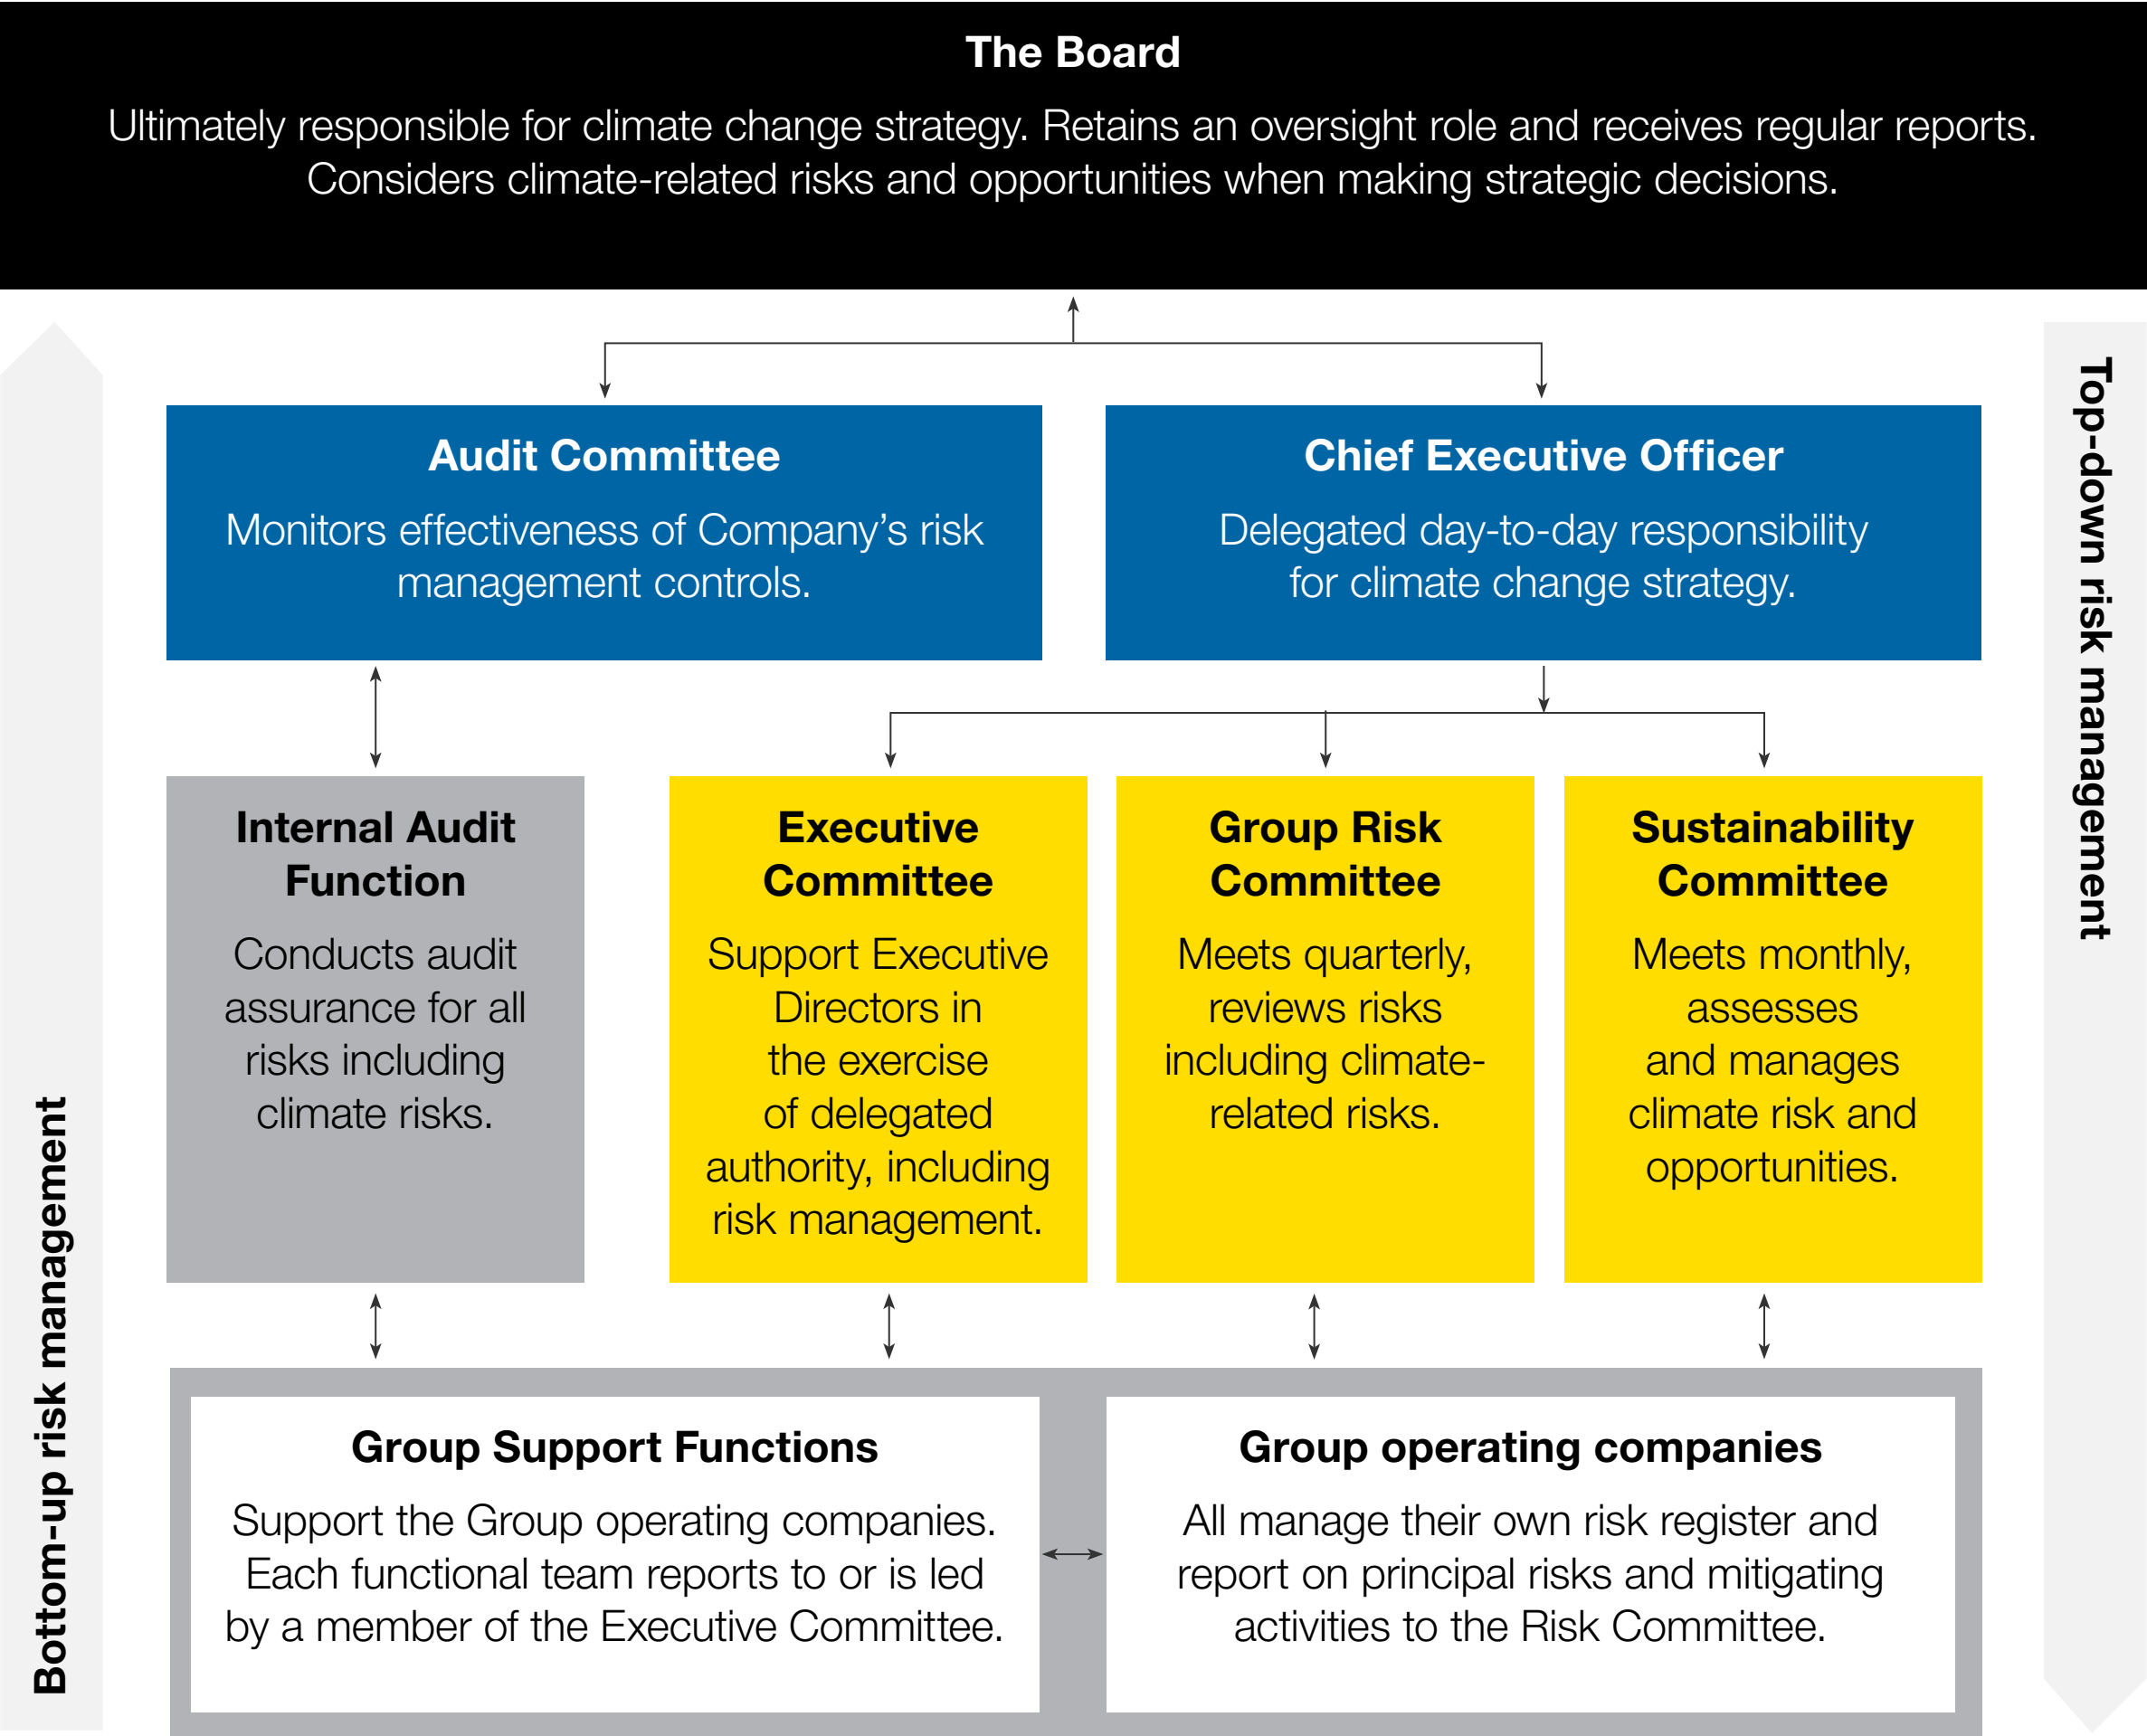 The Board
Ultimately responsible for climate change strategy. Retains an oversight role and receives regular reports.
Considers climate-related risks and opportunities when making strategic decisions.
Audit Committee
Monitors effectiveness of Company’s risk
management controls.
Chief Executive Officer
Delegated day-to-day responsibility
for climate change strategy.
Internal Audit
Function
Conducts audit
assurance for all
risks including
climate risks.
Executive
Committee
Support Executive
Directors in
the exercise
of delegated
authority, including
risk management.
Group Risk
Committee
Meets quarterly,
reviews risks
including climate-
related risks.
Sustainability
Committee
Meets monthly,
assesses
and manages
climate risk and
opportunities.
Group Support Functions
Support the Group operating companies.
Each functional team reports to or is led
by a member of the Executive Committee.
Group operating companies
All manage their own risk register and
report on principal risks and mitigating
activities to the Risk Committee.
Bottom-up risk management
Top-down risk management